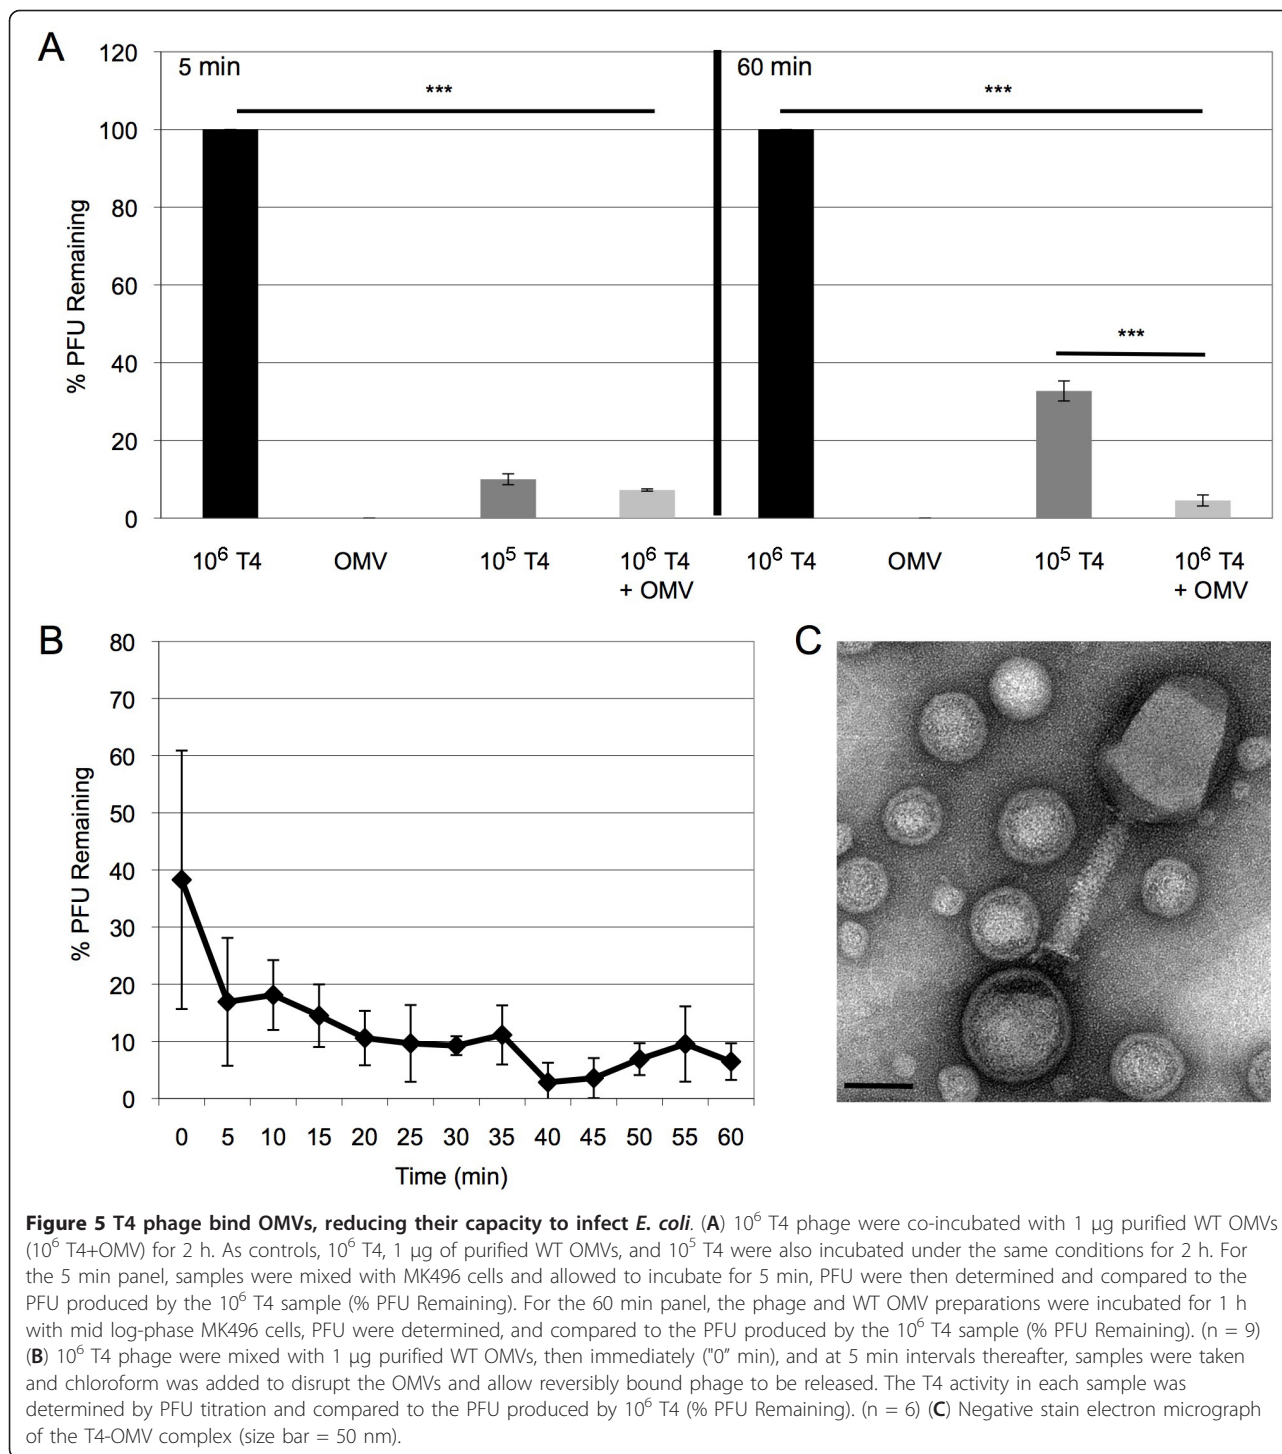 A
120
100
80
60
40
20
0
% PFU Remaining
5 min
***
60 min
***
***
10⁶ T4
OMV
10⁵ T4
10⁶ T4
+ OMV
10⁶ T4
OMV
10⁵ T4
10⁶ T4
+ OMV
B
80
70
60
50
40
30
20
10
0
% PFU Remaining
0 5 10 15 20 25 30 35 40 45 50 55 60
Time (min)
C
Figure 5 T4 phage bind OMVs, reducing their capacity to infect E. coli. (A) 10⁶ T4 phage were co-incubated with 1 μg purified WT OMVs
(10⁶ T4+OMV) for 2 h. As controls, 10⁶ T4, 1 μg of purified WT OMVs, and 10⁵ T4 were also incubated under the same conditions for 2 h. For
the 5 min panel, samples were mixed with MK496 cells and allowed to incubate for 5 min, PFU were then determined and compared to the
PFU produced by the 10⁶ T4 sample (% PFU Remaining). For the 60 min panel, the phage and WT OMV preparations were incubated for 1 h
with mid log-phase MK496 cells, PFU were determined, and compared to the PFU produced by the 10⁶ T4 sample (% PFU Remaining). (n = 9)
(B) 10⁶ T4 phage were mixed with 1 μg purified WT OMVs, then immediately ("0" min), and at 5 min intervals thereafter, samples were taken
and chloroform was added to disrupt the OMVs and allow reversibly bound phage to be released. The T4 activity in each sample was
determined by PFU titration and compared to the PFU produced by 10⁶ T4 (% PFU Remaining). (n = 6) (C) Negative stain electron micrograph
of the T4-OMV complex (size bar = 50 nm).